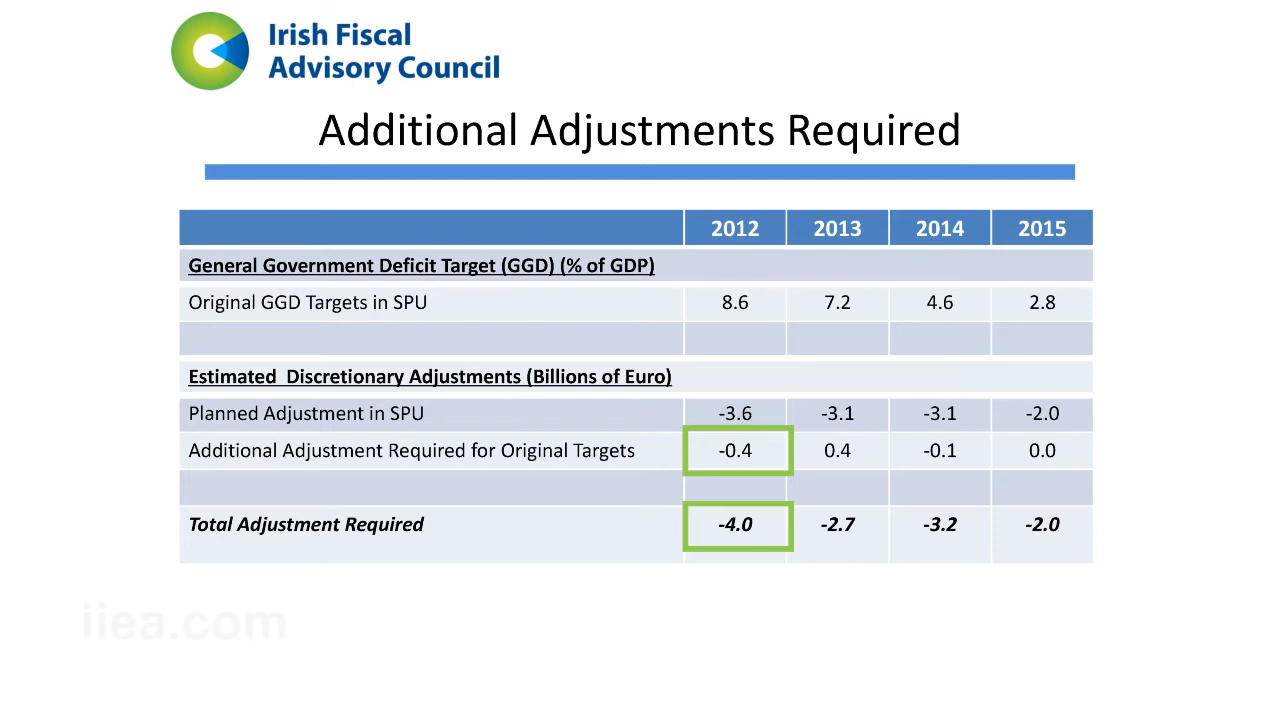 Irish Fiscal
Advisory Council
Additional Adjustments Required
2012 2013 2014 2015
General Government Deficit Target (GGD) (% of GDP)
Original GGD Targets in SPU 8.6 7.2 4.6 2.8
Estimated  Discretionary Adjustments (Billions of Euro)
Planned Adjustment in SPU -3.6 -3.1 -3.1 -2.0
Additional Adjustment Required for Original Targets -0.4 0.4 -0.1 0.0
Total Adjustment Required -4.0 -2.7 -3.2 -2.0
iiea.com